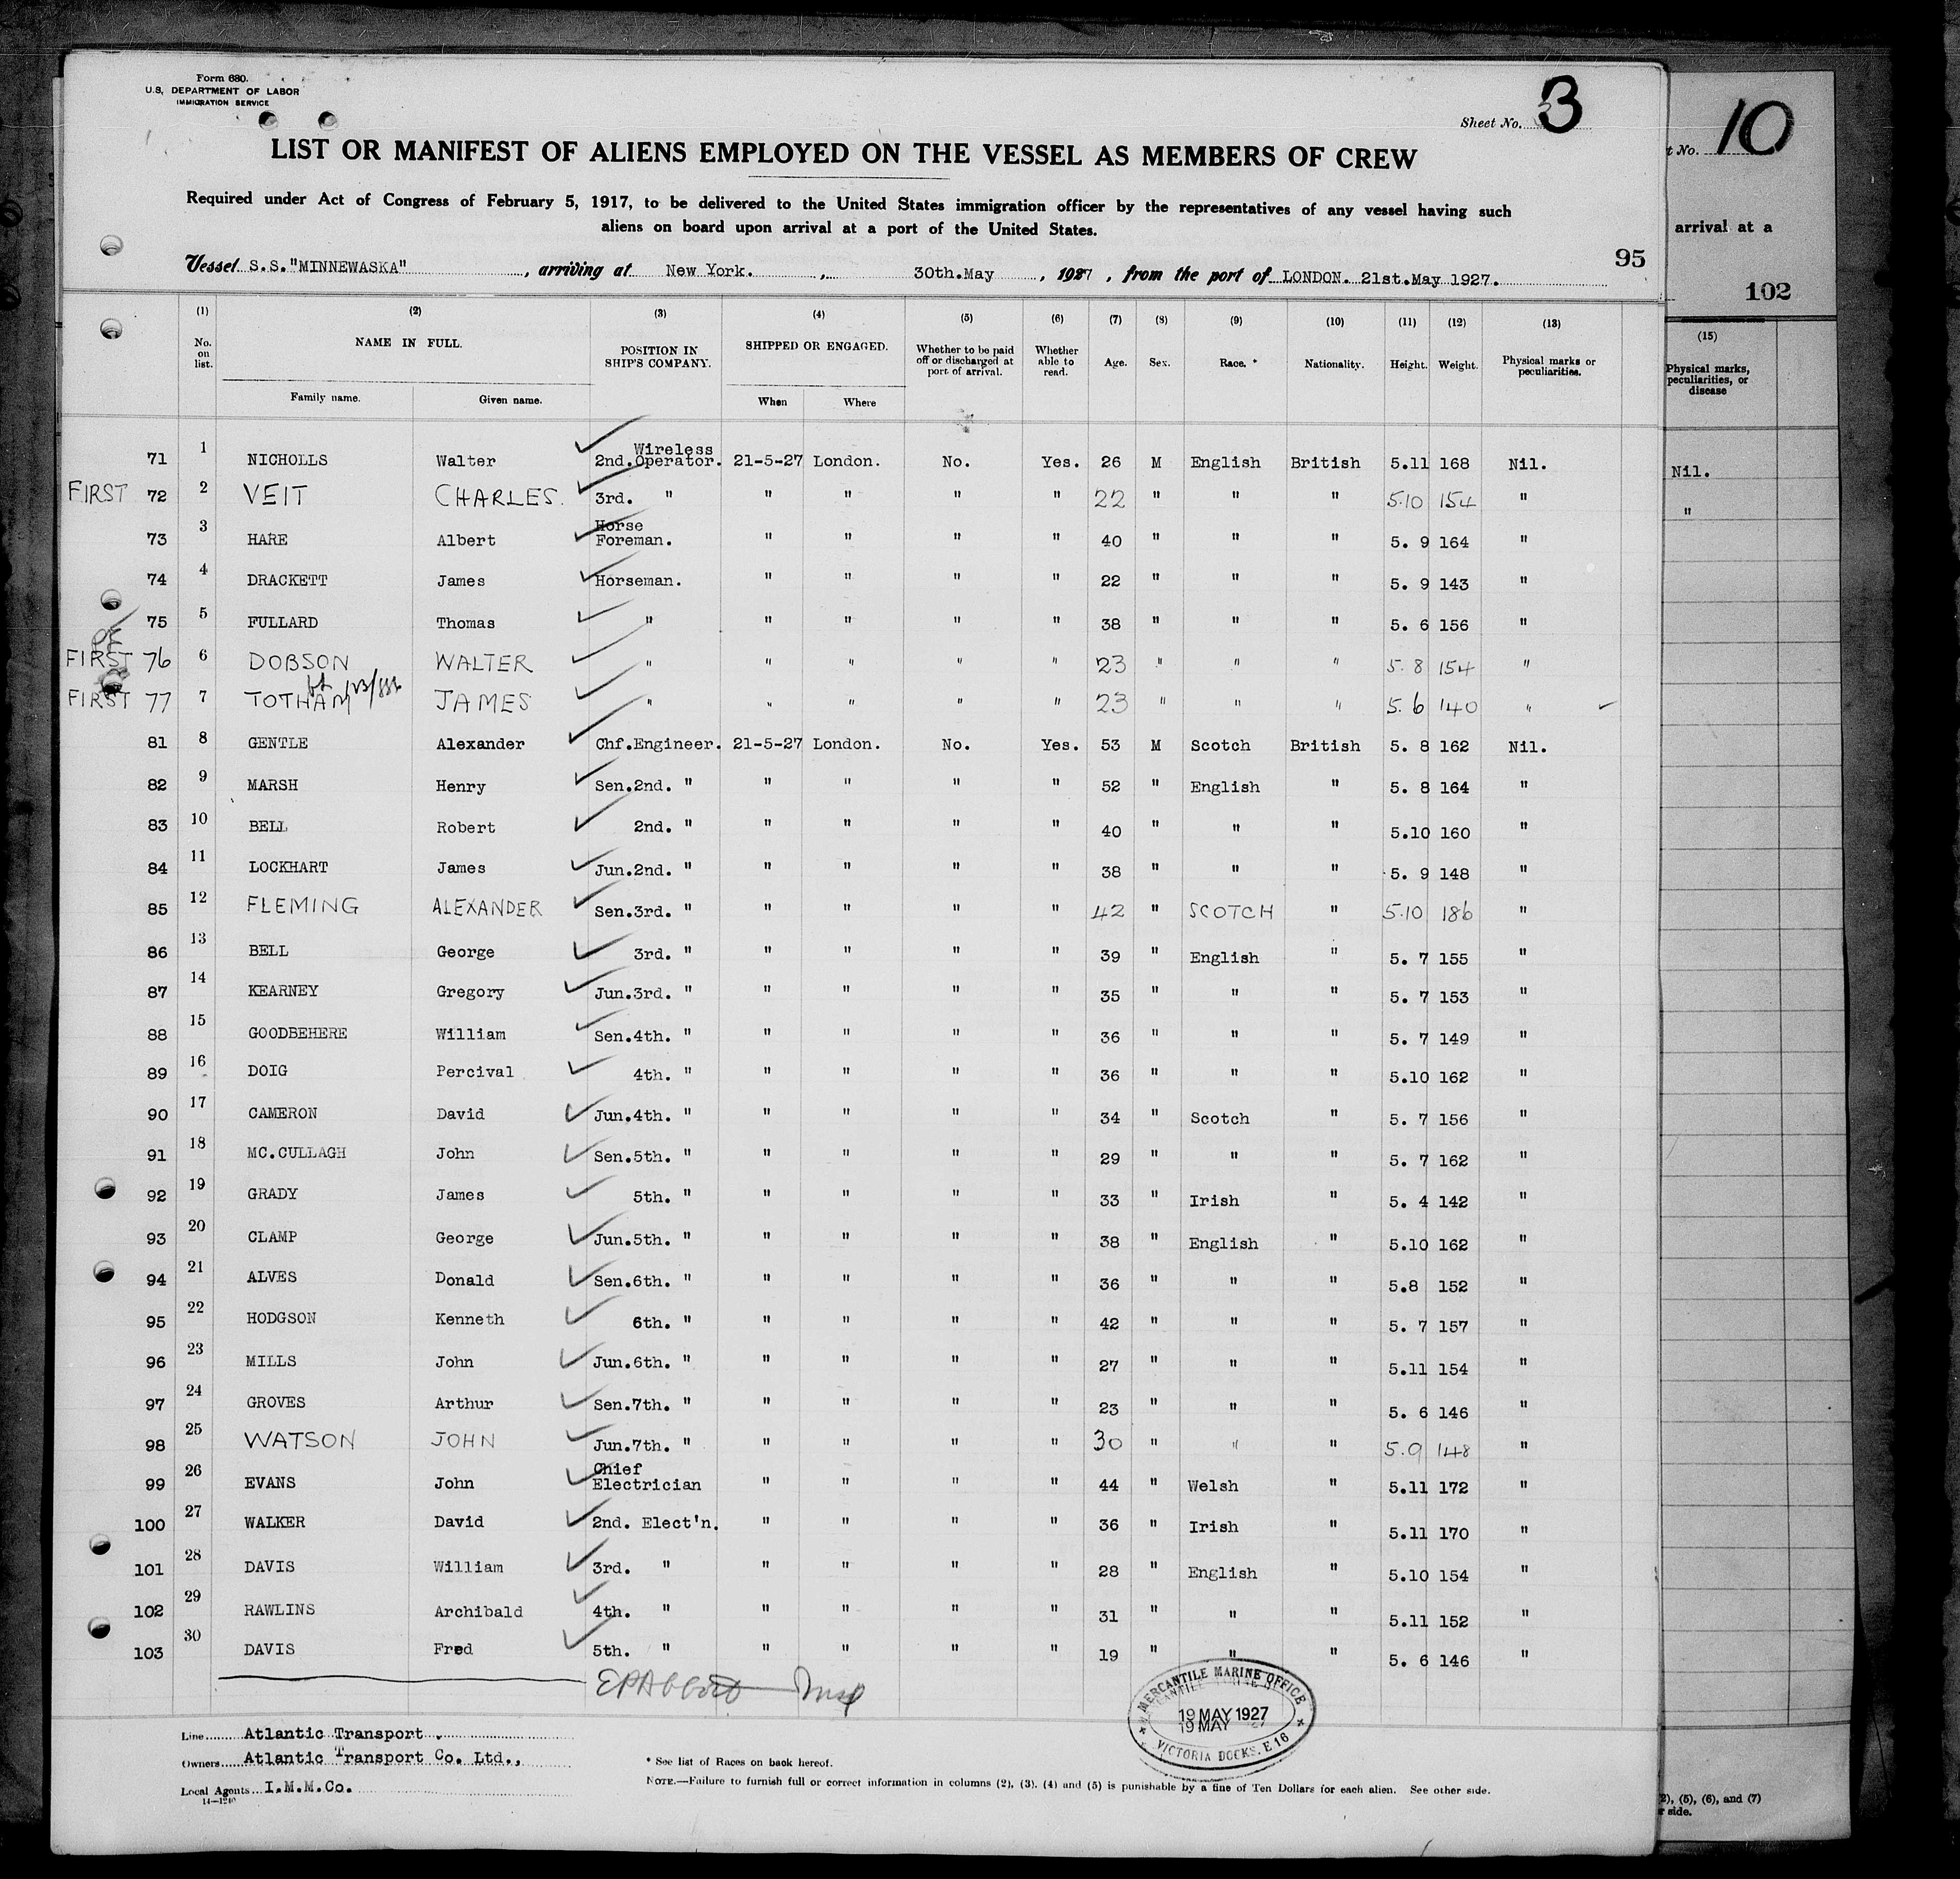 Form 680.
U.S. DEPARTMENT OF LABOR
IMMIGRATION SERVICE
Sheet No. 3
LIST OR MANIFEST OF ALIENS EMPLOYED ON THE VESSEL AS MEMBERS OF CREW
Required under Act of Congress of February 5, 1917, to be delivered to the United States immigration officer by the representatives of any vessel having such
aliens on board upon arrival at a port of the United States.
95
Vessel S.S."MINNEWASKA", arriving at New York., 30th.May, 1927, from the port of LONDON. 21st.May 1927.
(1) (2) (3) (4) (5) (6) (7) (8) (9) (10) (11) (12) (13)
No. on list. NAME IN FULL. POSITION IN SHIP'S COMPANY. SHIPPED OR ENGAGED. Whether to be paid off or discharged at port of arrival. Whether able to read. Age. Sex. Race. * Nationality. Height. Weight. Physical marks or peculiarities.
Family name. Given name. When Where
71 1 NICHOLLS Walter 2nd. Wireless Operator. 21-5-27 London. No. Yes. 26 M English British 5.11 168 Nil.
FIRST 72 2 VEIT CHARLES. 3rd. " " " " " 22 " " " 5.10 154 "
73 3 HARE Albert Horse Foreman. " " " " 40 " " " 5. 9 164 "
74 4 DRACKETT James Horseman. " " " " 22 " " " 5. 9 143 "
75 5 FULLARD Thomas " " " " " 38 " " " 5. 6 156 "
FIRST 76 6 DOBSON WALTER " " " " " 23 " " " 5. 8 154 "
FIRST 77 7 TOTHAM JAMES " " " " " 23 " " " 5. 6 140 "
81 8 GENTLE Alexander Chf.Engineer. 21-5-27 London. No. Yes. 53 M Scotch British 5. 8 162 Nil.
82 9 MARSH Henry Sen.2nd. " " " " " 52 " English " 5. 8 164 "
83 10 BELL Robert 2nd. " " " " " 40 " " " 5.10 160 "
84 11 LOCKHART James Jun.2nd. " " " " " 38 " " " 5. 9 148 "
85 12 FLEMING ALEXANDER Sen.3rd. " " " " " 42 " SCOTCH " 5.10 186 "
86 13 BELL George 3rd. " " " " " 39 " English " 5. 7 155 "
87 14 KEARNEY Gregory Jun.3rd. " " " " " 35 " " " 5. 7 153 "
88 15 GOODBEHERE William Sen.4th. " " " " " 36 " " " 5. 7 149 "
89 16 DOIG Percival 4th. " " " " " 36 " " " 5.10 162 "
90 17 CAMERON David Jun.4th. " " " " " 34 " Scotch " 5. 7 156 "
91 18 MC.CULLAGH John Sen.5th. " " " " " 29 " " " 5. 7 162 "
92 19 GRADY James 5th. " " " " " 33 " Irish " 5. 4 142 "
93 20 CLAMP George Jun.5th. " " " " " 38 " English " 5.10 162 "
94 21 ALVES Donald Sen.6th. " " " " " 36 " " " 5.8 152 "
95 22 HODGSON Kenneth 6th. " " " " " 42 " " " 5. 7 157 "
96 23 MILLS John Jun.6th. " " " " " 27 " " " 5.11 154 "
97 24 GROVES Arthur Sen.7th. " " " " " 23 " " " 5. 6 146 "
98 25 WATSON JOHN Jun.7th. " " " " " 30 " " " 5.9 148 "
99 26 EVANS John Chief Electrician " " " " 44 " Welsh " 5.11 172 "
100 27 WALKER David 2nd. Elect'n. " " " " 36 " Irish " 5.11 170 "
101 28 DAVIS William 3rd. " " " " " 28 " English " 5.10 154 "
102 29 RAWLINS Archibald 4th. " " " " " 31 " " " 5.11 152 "
103 30 DAVIS Fred 5th. " " " " " 19 " " " 5. 6 146 "
MERCANTILE MARINE OFFICE
19 MAY 1927
19 MAY
VICTORIA DOCKS. E16
Line Atlantic Transport.
Owners Atlantic Transport Co. Ltd.,
Local Agents I.M.M.Co.
* See list of Races on back hereof.
NOTE.—Failure to furnish full or correct information in columns (2), (3), (4) and (5) is punishable by a fine of Ten Dollars for each alien. See other side.
t No. 10
arrival at a
102
(15)
Physical marks, peculiarities, or disease
Nil.
"
2), (5), (6), and (7)
r side.